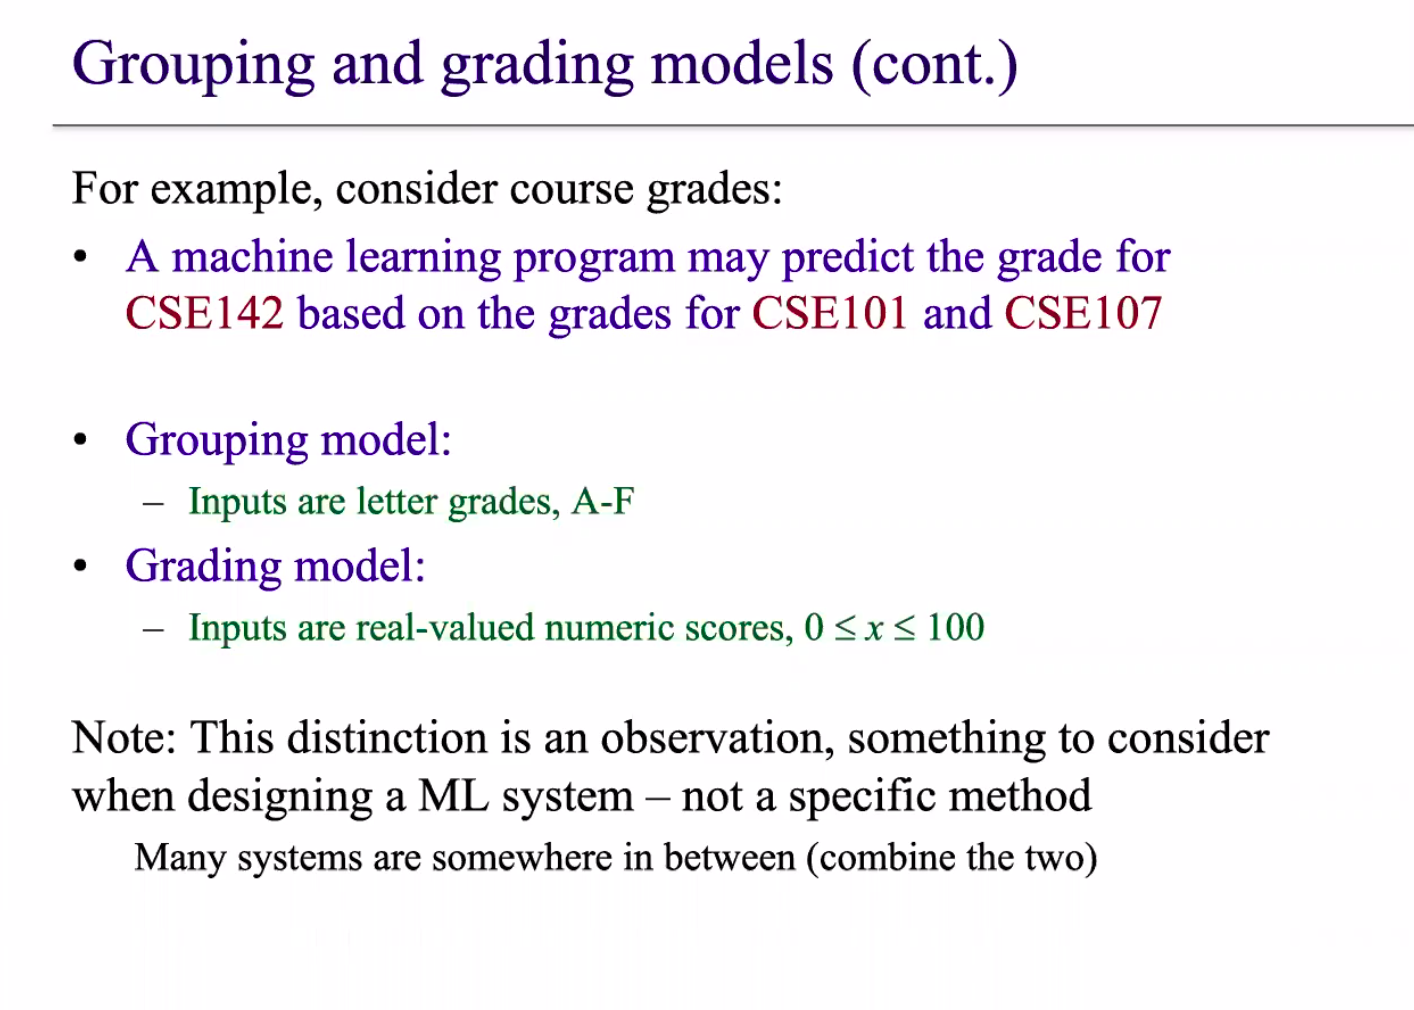 Grouping and grading models (cont.)
For example, consider course grades:
• A machine learning program may predict the grade for
CSE142 based on the grades for CSE101 and CSE107
• Grouping model:
– Inputs are letter grades, A-F
• Grading model:
– Inputs are real-valued numeric scores, 0 ≤ x ≤ 100
Note: This distinction is an observation, something to consider
when designing a ML system – not a specific method
Many systems are somewhere in between (combine the two)